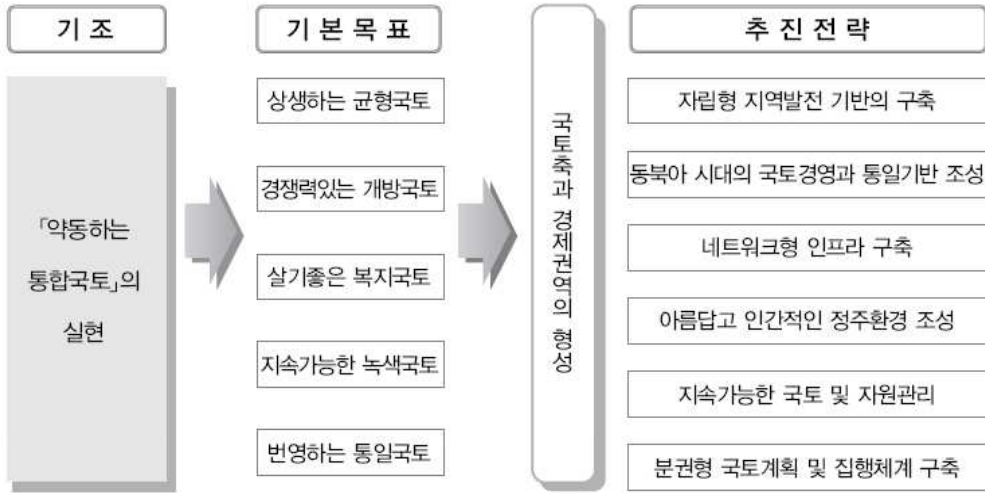 기 조
「약동하는
통합국토」의
실현
기 본 목 표
상생하는 균형국토
경쟁력있는 개방국토
살기좋은 복지국토
지속가능한 녹색국토
번영하는 통일국토
국토축과 경제권역의 형성
추 진 전 략
자립형 지역발전 기반의 구축
동북아 시대의 국토경영과 통일기반 조성
네트워크형 인프라 구축
아름답고 인간적인 정주환경 조성
지속가능한 국토 및 자원관리
분권형 국토계획 및 집행체계 구축